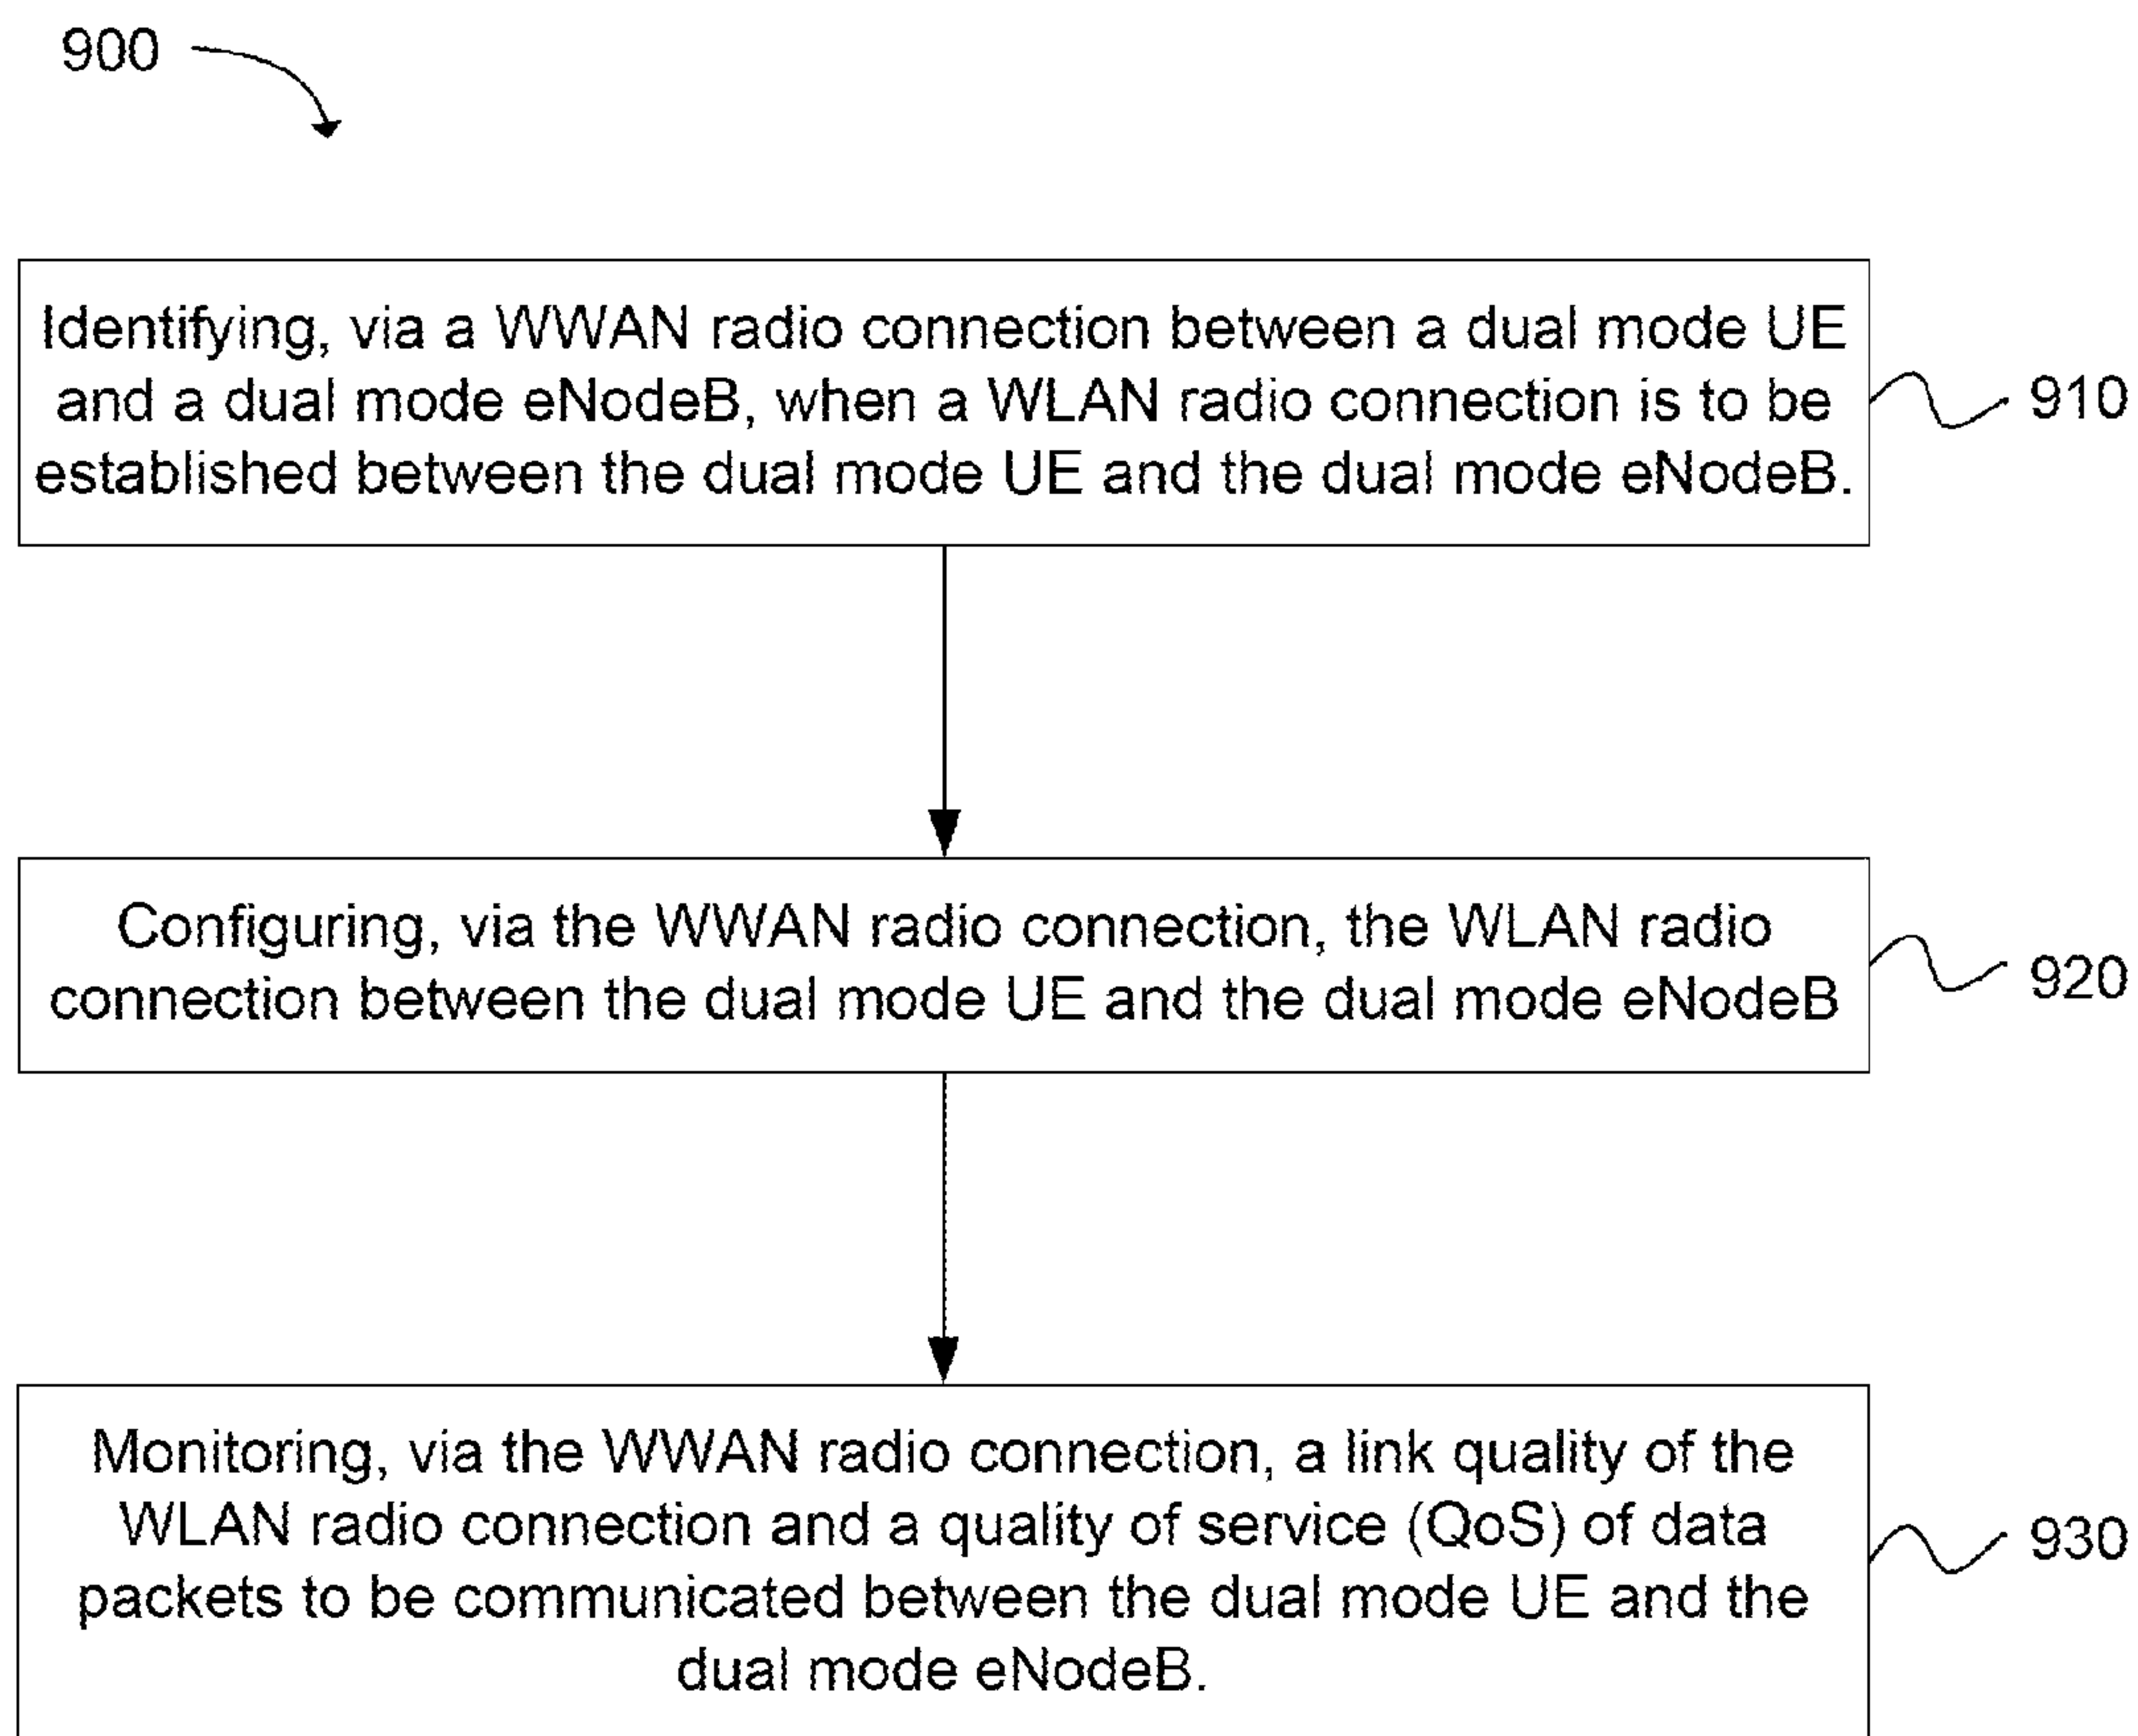 900
Identifying, via a WWAN radio connection between a dual mode UE
and a dual mode eNodeB, when a WLAN radio connection is to be
established between the dual mode UE and the dual mode eNodeB.
910
Configuring, via the WWAN radio connection, the WLAN radio
connection between the dual mode UE and the dual mode eNodeB
920
Monitoring, via the WWAN radio connection, a link quality of the
WLAN radio connection and a quality of service (QoS) of data
packets to be communicated between the dual mode UE and the
dual mode eNodeB.
930